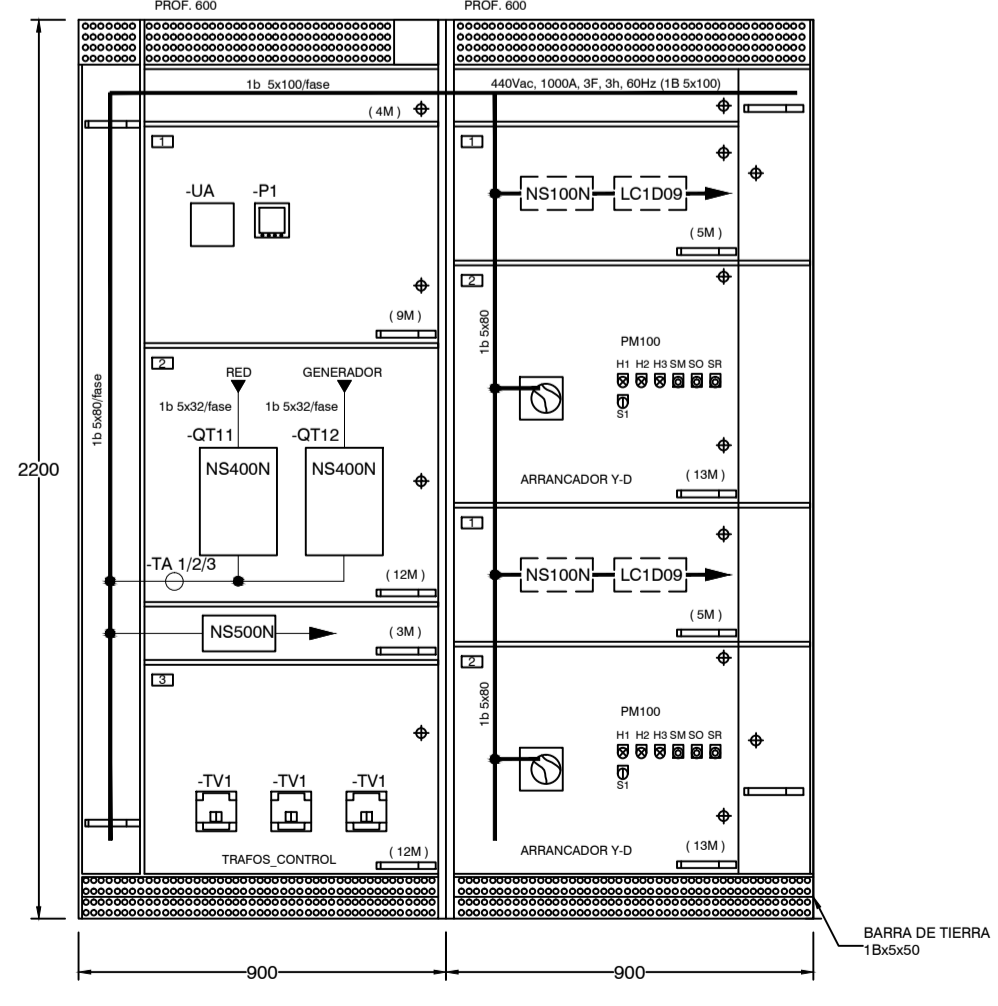 PROF. 600
PROF. 600
1b 5x100/fase
440Vac, 1000A, 3F, 3h, 60Hz (1B 5x100)
( 4M )
1
-UA
-P1
( 9M )
1b 5x80/fase
2
RED
GENERADOR
1b 5x32/fase
1b 5x32/fase
-QT11
-QT12
NS400N
NS400N
-TA 1/2/3
( 12M )
NS500N
( 3M )
3
-TV1
-TV1
-TV1
TRAFOS_CONTROL
( 12M )
1
NS100N
LC1D09
( 5M )
2
1b 5x80
PM100
H1 H2 H3 SM SO SR
S1
ARRANCADOR Y-D
( 13M )
1
NS100N
LC1D09
( 5M )
2
1b 5x80
PM100
H1 H2 H3 SM SO SR
S1
ARRANCADOR Y-D
( 13M )
2200
BARRA DE TIERRA
1Bx5x50
900
900